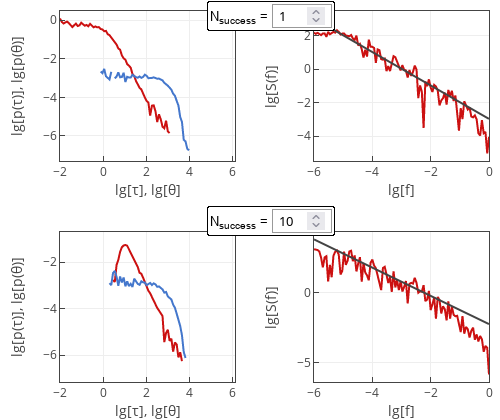 N_success = 1
0
−2
−4
−6
lg[p(τ)], lg[p(θ)]
−2 0 2 4 6
lg[τ], lg[θ]
2
0
−2
−4
lg[S(f)]
−6 −4 −2 0
lg[f]
N_success = 10
−2
−4
−6
lg[p(τ)], lg[p(θ)]
−2 0 2 4 6
lg[τ], lg[θ]
0
−5
lg[S(f)]
−6 −4 −2 0
lg[f]